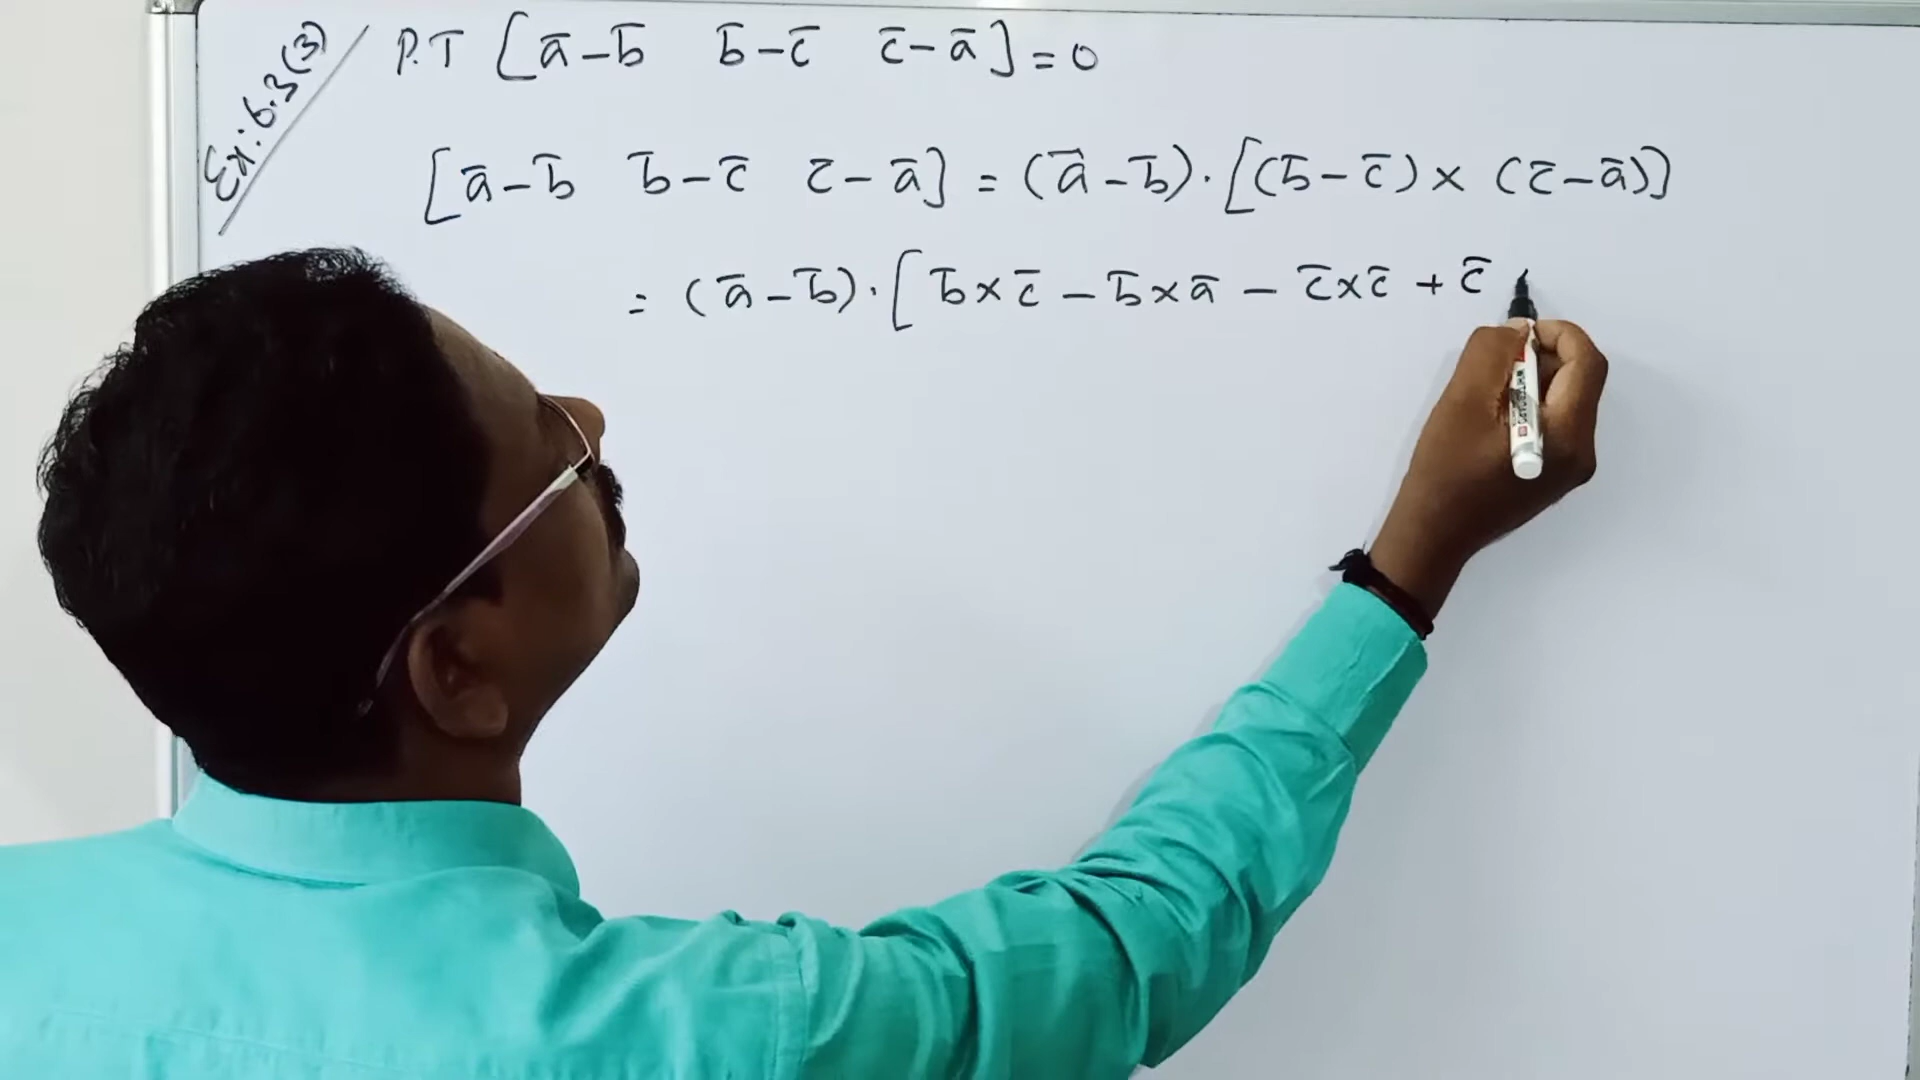 Ex: 6.3 (3)
P.T [a̅ – b̅ b̅ – c̅ c̅ – a̅] = 0
[a̅ – b̅ b̅ – c̅ c̅ – a̅] = (a̅ – b̅) · [(b̅ – c̅) × (c̅ – a̅)]
= (a̅ – b̅) · [b̅ × c̅ – b̅ × a̅ – c̅ × c̅ + c̅